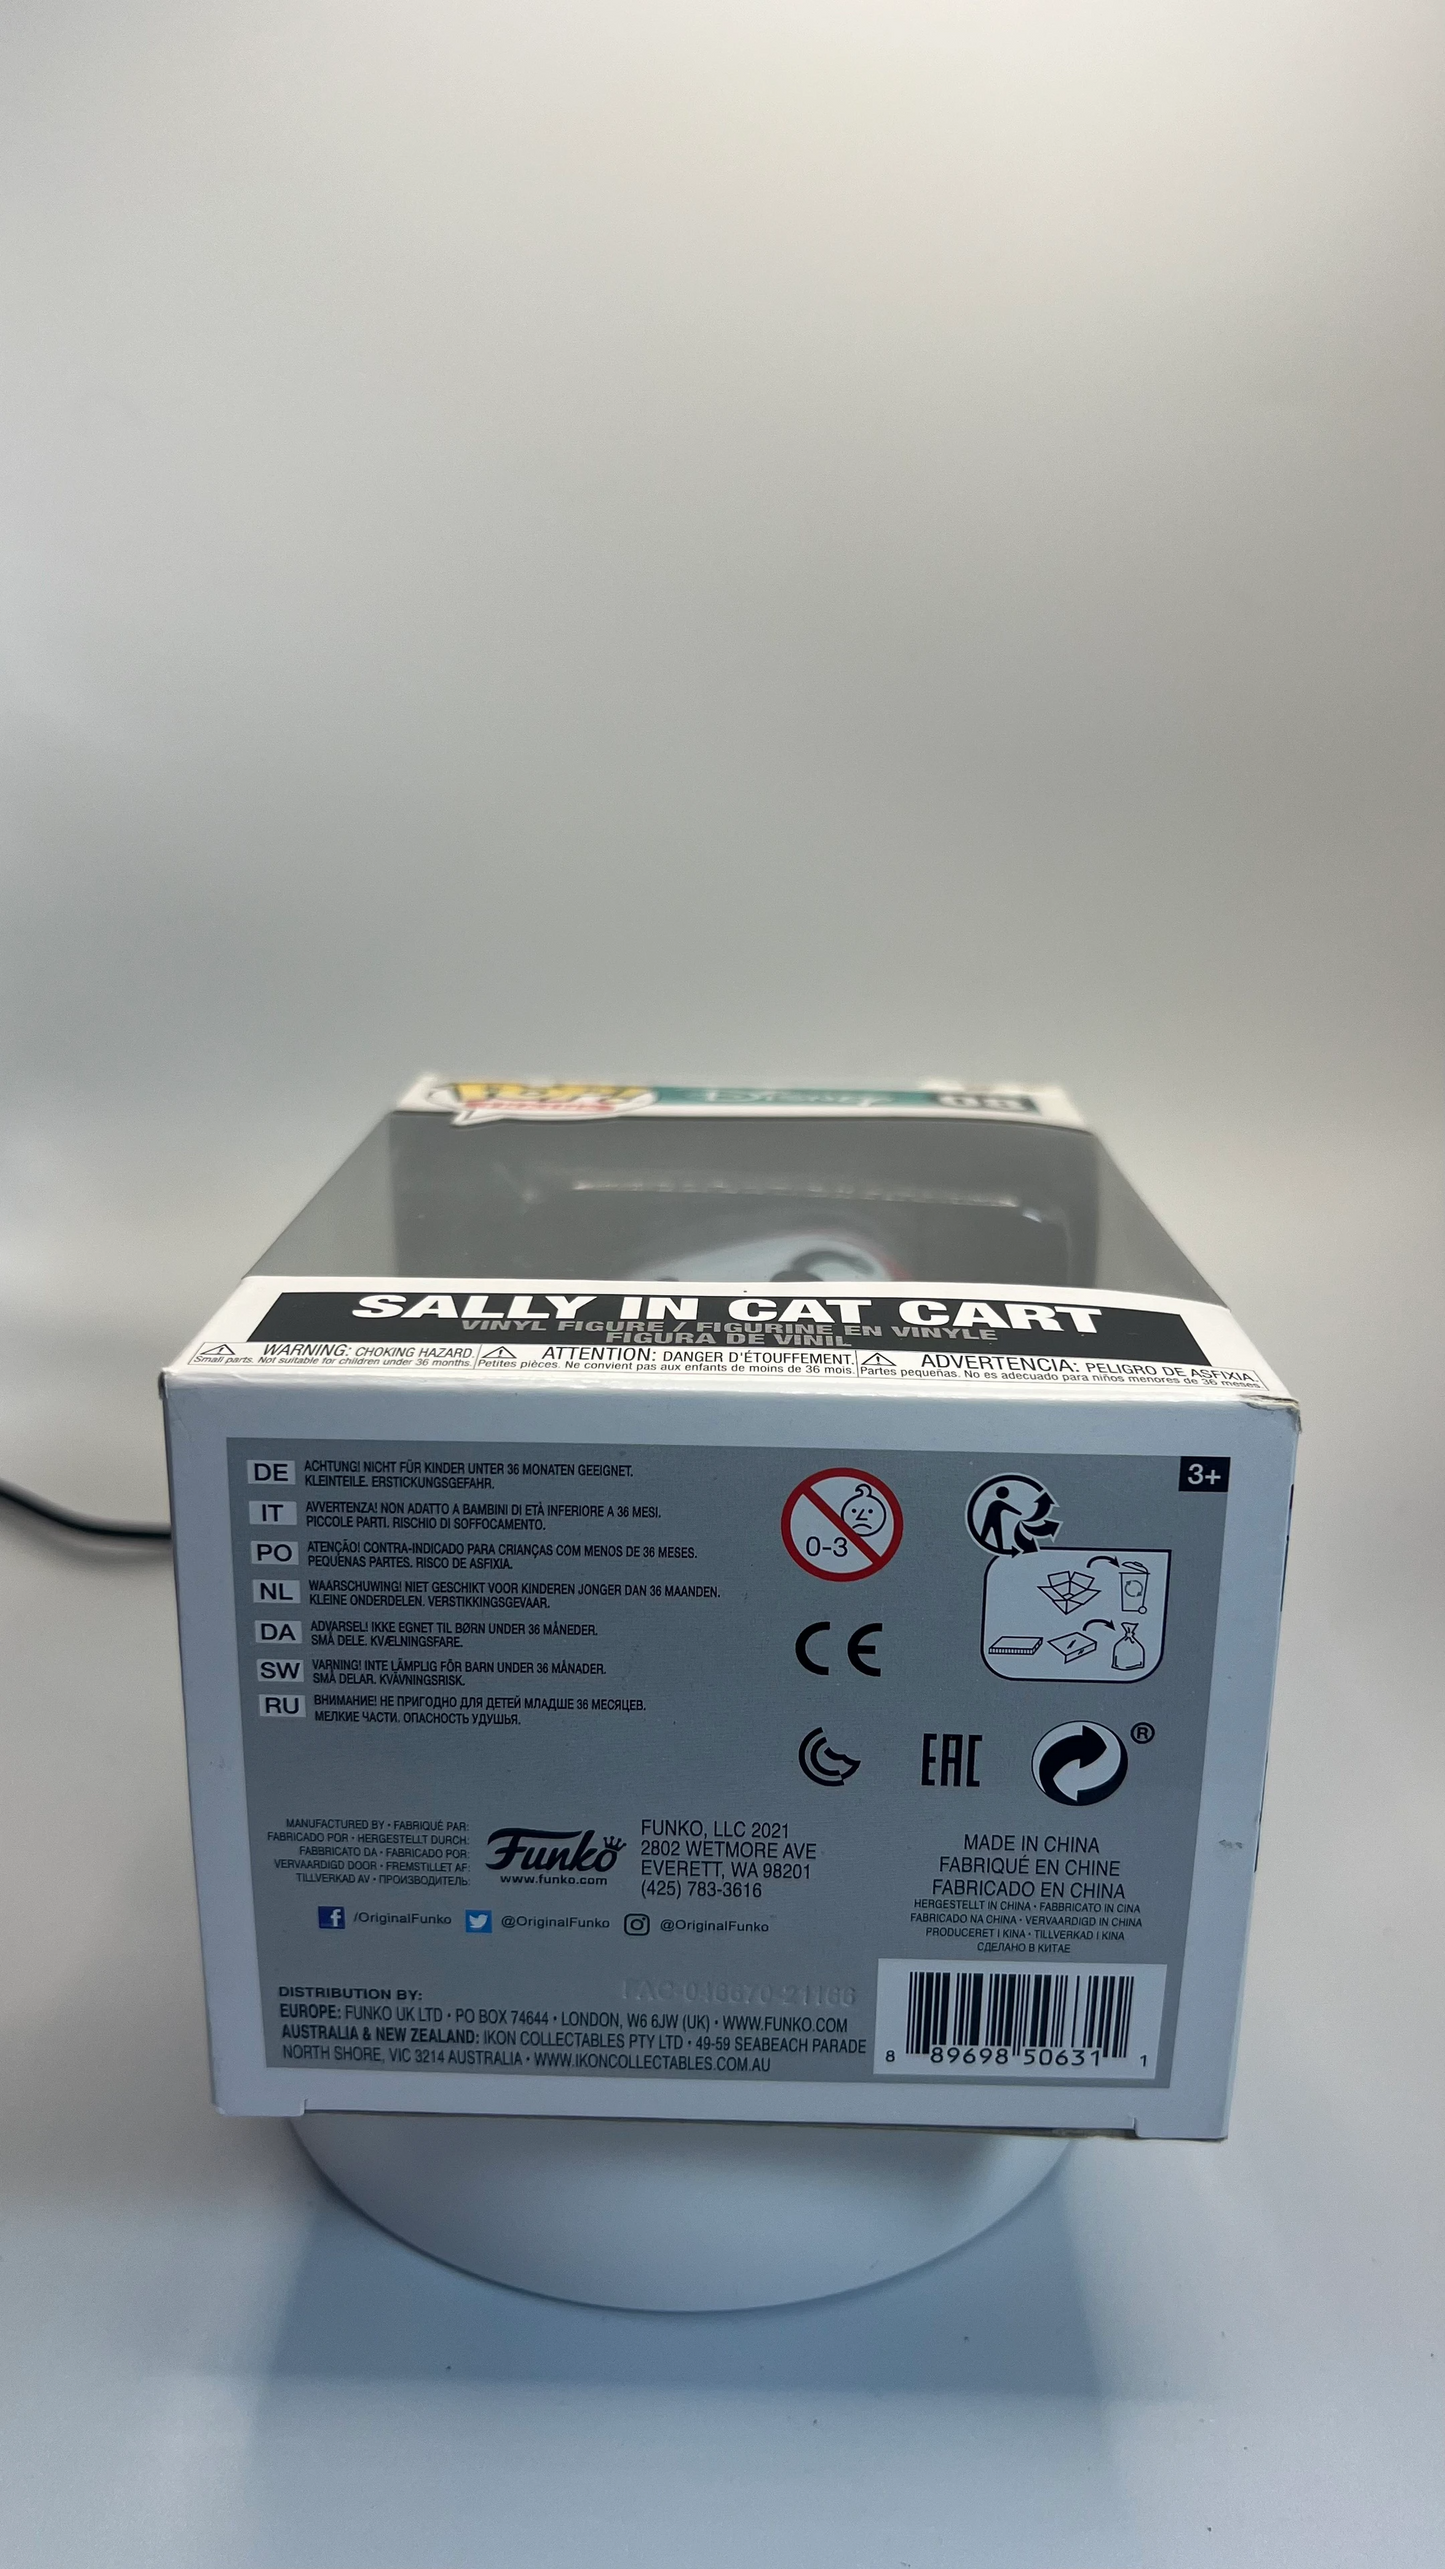 POP!
Disney
08
SALLY IN CAT CART
VINYL FIGURE / FIGURINE EN VINYLE
FIGURA DE VINIL
WARNING: CHOKING HAZARD.
Small parts. Not suitable for children under 36 months.
ATTENTION: DANGER D'ÉTOUFFEMENT.
Petites pièces. Ne convient pas aux enfants de moins de 36 mois.
ADVERTENCIA: PELIGRO DE ASFIXIA.
Partes pequeñas. No es adecuado para niños menores de 36 meses
DE ACHTUNG! NICHT FÜR KINDER UNTER 36 MONATEN GEEIGNET.
KLEINTEILE. ERSTICKUNGSGEFAHR.
IT AVVERTENZA! NON ADATTO A BAMBINI DI ETÀ INFERIORE A 36 MESI.
PICCOLE PARTI. RISCHIO DI SOFFOCAMENTO.
PO ATENÇÃO! CONTRA-INDICADO PARA CRIANÇAS COM MENOS DE 36 MESES.
PEQUENAS PARTES. RISCO DE ASFIXIA.
NL WAARSCHUWING! NIET GESCHIKT VOOR KINDEREN JONGER DAN 36 MAANDEN.
KLEINE ONDERDELEN. VERSTIKKINGSGEVAAR.
DA ADVARSEL! IKKE EGNET TIL BØRN UNDER 36 MÅNEDER.
SMÅ DELE. KVÆLNINGSFARE.
SW VARNING! INTE LÄMPLIG FÖR BARN UNDER 36 MÅNADER.
SMÅ DELAR. KVÄVNINGSRISK.
RU ВНИМАНИЕ! НЕ ПРИГОДНО ДЛЯ ДЕТЕЙ МЛАДШЕ 36 МЕСЯЦЕВ.
МЕЛКИЕ ЧАСТИ. ОПАСНОСТЬ УДУШЬЯ.
0-3
3+
CE
EAC
®
MANUFACTURED BY • FABRIQUÉ PAR:
FABRICADO POR • HERGESTELLT DURCH:
FABBRICATO DA • FABRICADO POR:
VERVAARDIGD DOOR • FREMSTILLET AF:
TILLVERKAD AV • ПРОИЗВОДИТЕЛЬ:
Funko
www.funko.com
FUNKO, LLC 2021
2802 WETMORE AVE
EVERETT, WA 98201
(425) 783-3616
/OriginalFunko @OriginalFunko @OriginalFunko
MADE IN CHINA
FABRIQUÉ EN CHINE
FABRICADO EN CHINA
HERGESTELLT IN CHINA • FABBRICATO IN CINA
FABRICADO NA CHINA • VERVAARDIGD IN CHINA
PRODUCERET I KINA • TILLVERKAD I KINA
СДЕЛАНО В КИТАЕ
FAC-046670-21166
DISTRIBUTION BY:
EUROPE: FUNKO UK LTD • PO BOX 74644 • LONDON, W6 6JW (UK) • WWW.FUNKO.COM
AUSTRALIA & NEW ZEALAND: IKON COLLECTABLES PTY LTD • 49-59 SEABEACH PARADE
NORTH SHORE, VIC 3214 AUSTRALIA • WWW.IKONCOLLECTABLES.COM.AU
8 89698 50631 1